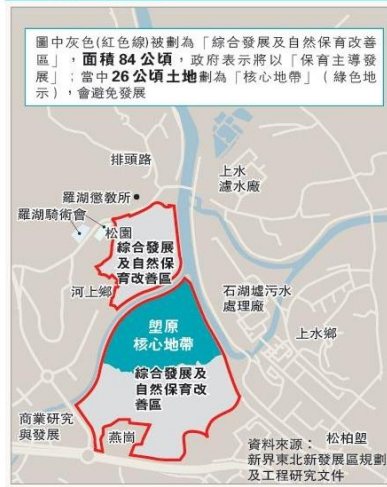 圖中灰色(紅色線)被劃為「綜合發展及自然保育改善
區」，面積 84 公頃，政府表示將以「保育主導發
展」；當中 26 公頃土地劃為「核心地帶」（綠色地
示），會避免發展
排頭路
上水
濾水廠
羅湖懲教所
羅湖騎術會
松園
綜合發展
及自然保
育改善區
河上鄉
石湖墟污水
處理廠
塱原
核心地帶
上水鄉
綜合發展及
自然保育改
善區
商業研究
與發展
燕崗
松柏塱
資料來源：
新界東北新發展區規劃
及工程研究文件